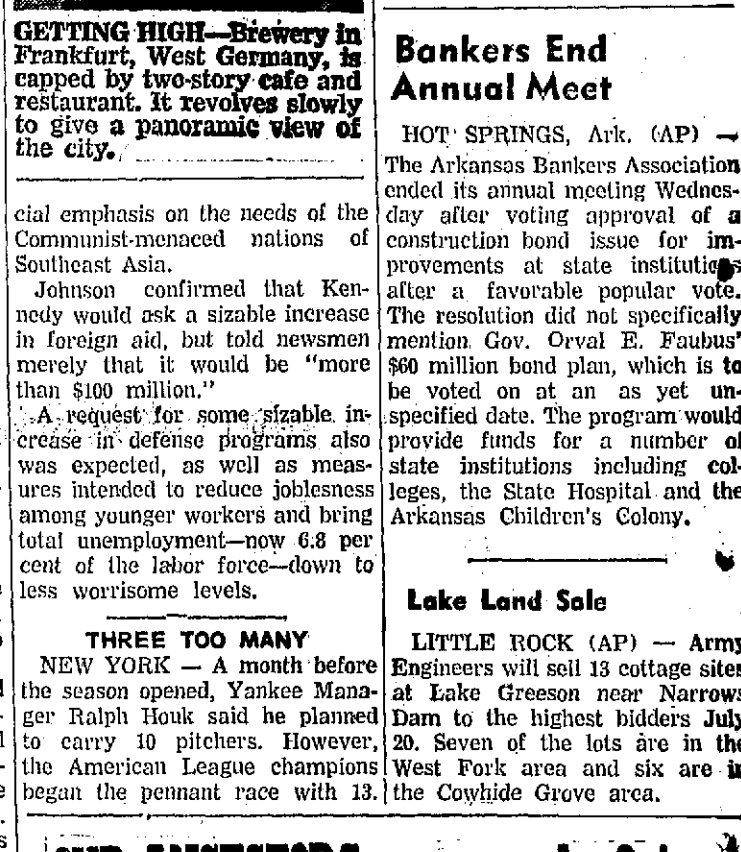 GETTING HIGH—Brewery in
Frankfurt, West Germany, is
capped by two-story cafe and
restaurant. It revolves slowly
to give a panoramic view of
the city.
cial emphasis on the needs of the
Communist-menaced nations of
Southeast Asia.
Johnson confirmed that Ken-
nedy would ask a sizable increase
in foreign aid, but told newsmen
merely that it would be "more
than $100 million."
A request for some sizable in-
crease in defense programs also
was expected, as well as meas-
ures intended to reduce joblesness
among younger workers and bring
total unemployment—now 6.8 per
cent of the labor force—down to
less worrisome levels.
THREE TOO MANY
NEW YORK — A month before
the season opened, Yankee Mana-
ger Ralph Houk said he planned
to carry 10 pitchers. However,
the American League champions
began the pennant race with 13.
Bankers End
Annual Meet
HOT SPRINGS, Ark. (AP) —
The Arkansas Bankers Association
ended its annual meeting Wednes-
day after voting approval of a
construction bond issue for im-
provements at state institutions
after a favorable popular vote.
The resolution did not specifically
mention Gov. Orval E. Faubus'
$60 million bond plan, which is to
be voted on at an as yet un-
specified date. The program would
provide funds for a number of
state institutions including col-
leges, the State Hospital and the
Arkansas Children's Colony.
Lake Land Sale
LITTLE ROCK (AP) — Army
Engineers will sell 13 cottage sites
at Lake Greeson near Narrows
Dam to the highest bidders July
20. Seven of the lots are in the
West Fork area and six are in
the Cowhide Grove area.